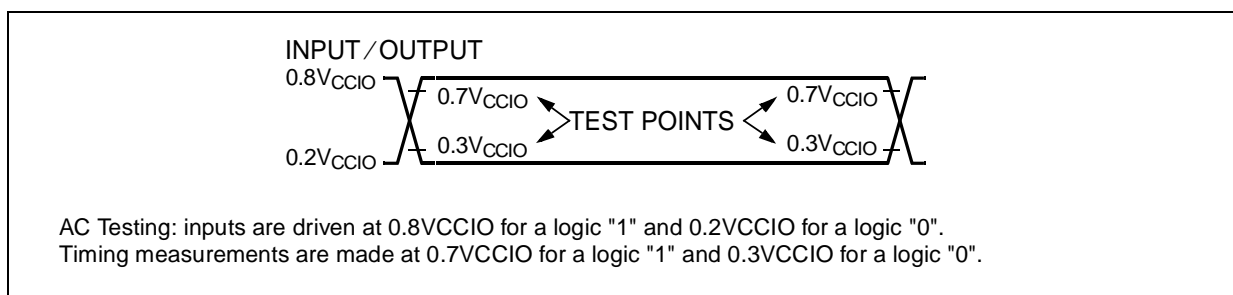 INPUT/OUTPUT
0.8VCCIO
0.7VCCIO
0.7VCCIO
TEST POINTS
0.3VCCIO
0.3VCCIO
0.2VCCIO
AC Testing: inputs are driven at 0.8VCCIO for a logic "1" and 0.2VCCIO for a logic "0".
Timing measurements are made at 0.7VCCIO for a logic "1" and 0.3VCCIO for a logic "0".